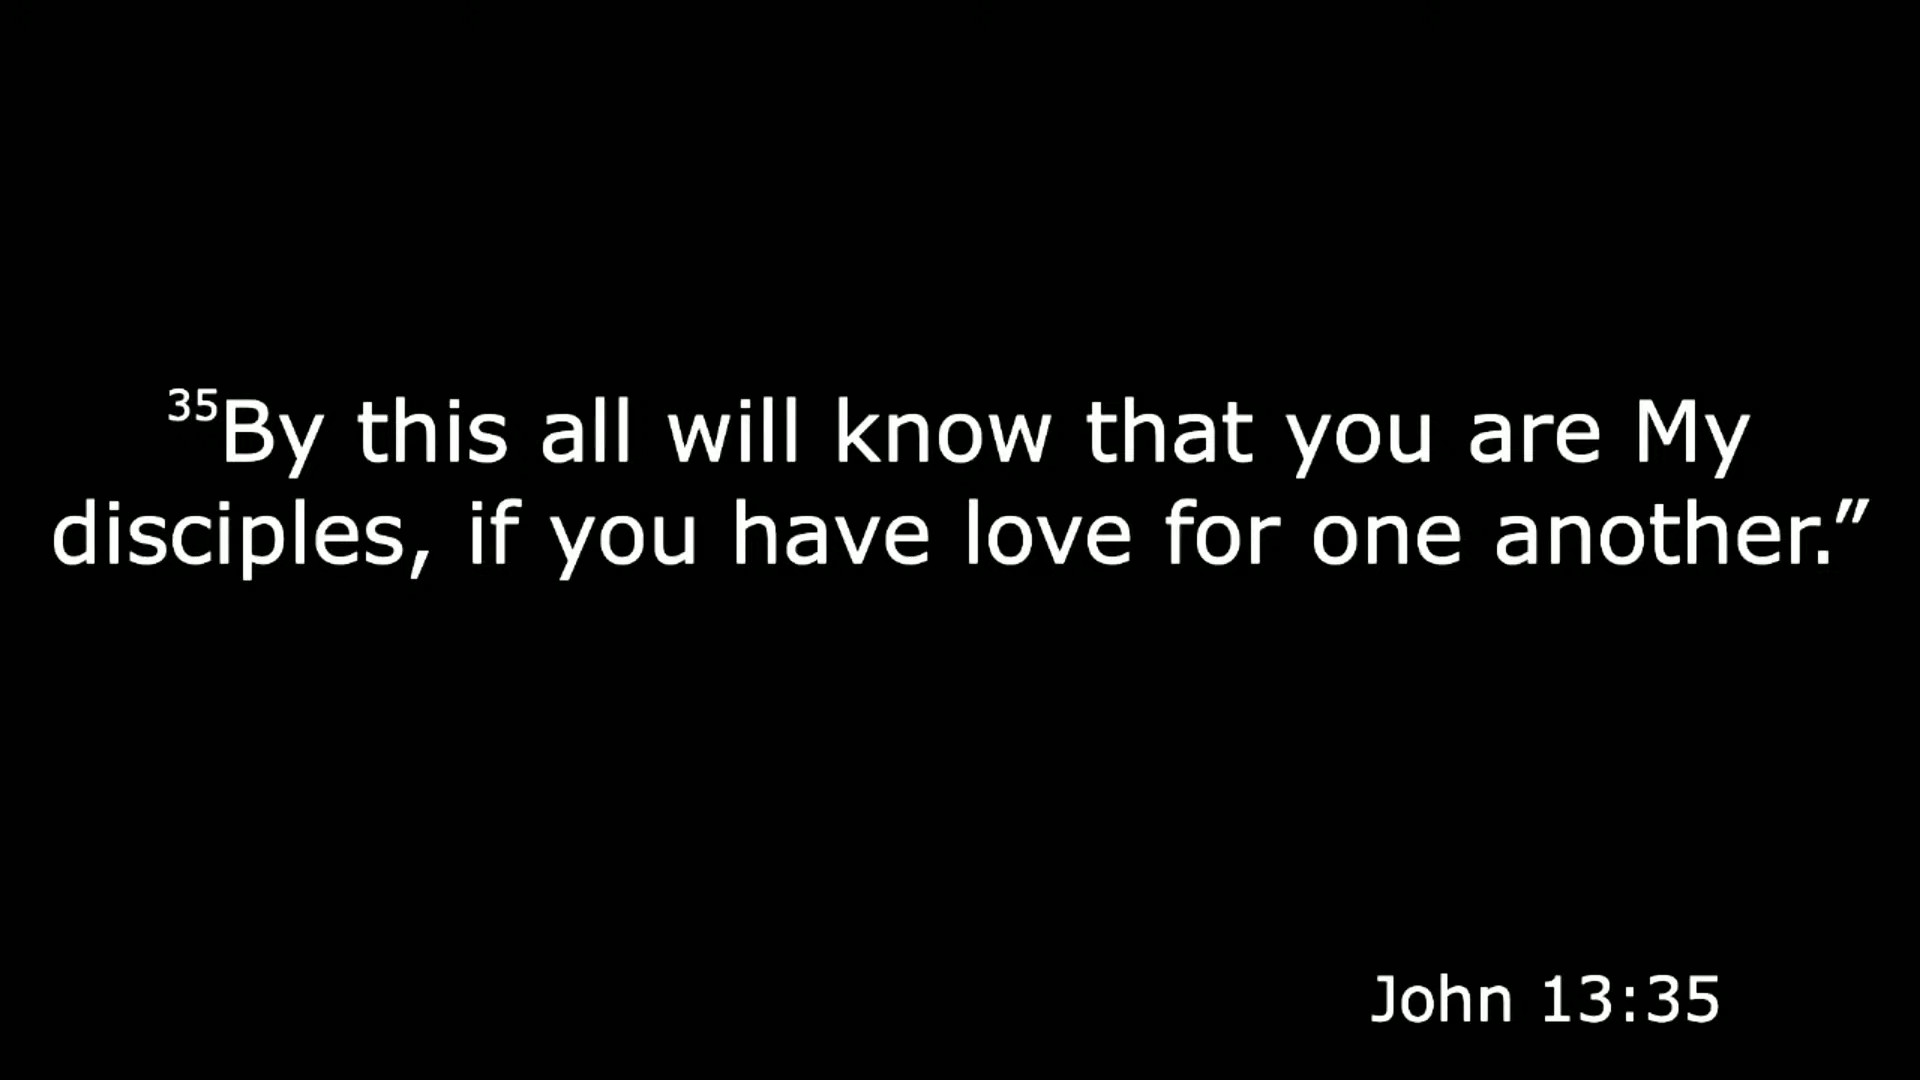 ³⁵By this all will know that you are My
disciples, if you have love for one another.”
John 13:35